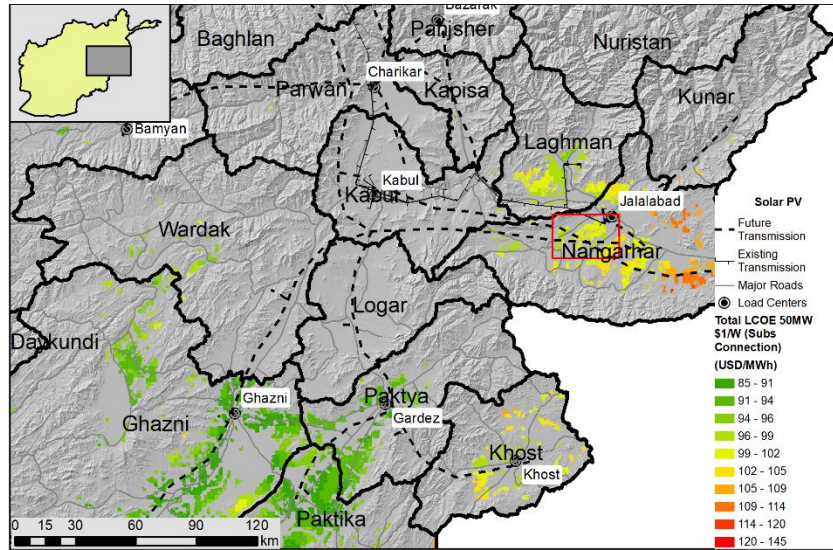 Bazarak
Panjsher
Baghlan
Nuristan
Charikar
Parwan
Kapisa
Kunar
Bamyan
Laghman
Kabul
Kabul
Jalalabad
Wardak
Nangarhar
Logar
Daykundi
Ghazni
Ghazni
Paktya
Gardez
Khost
Khost
Paktika
0 15 30 60 90 120
km
Solar PV
Future
Transmission
Existing
Transmission
Major Roads
Load Centers
Total LCOE 50MW
$1/W (Subs
Connection)
(USD/MWh)
85 - 91
91 - 94
94 - 96
96 - 99
99 - 102
102 - 105
105 - 109
109 - 114
114 - 120
120 - 145